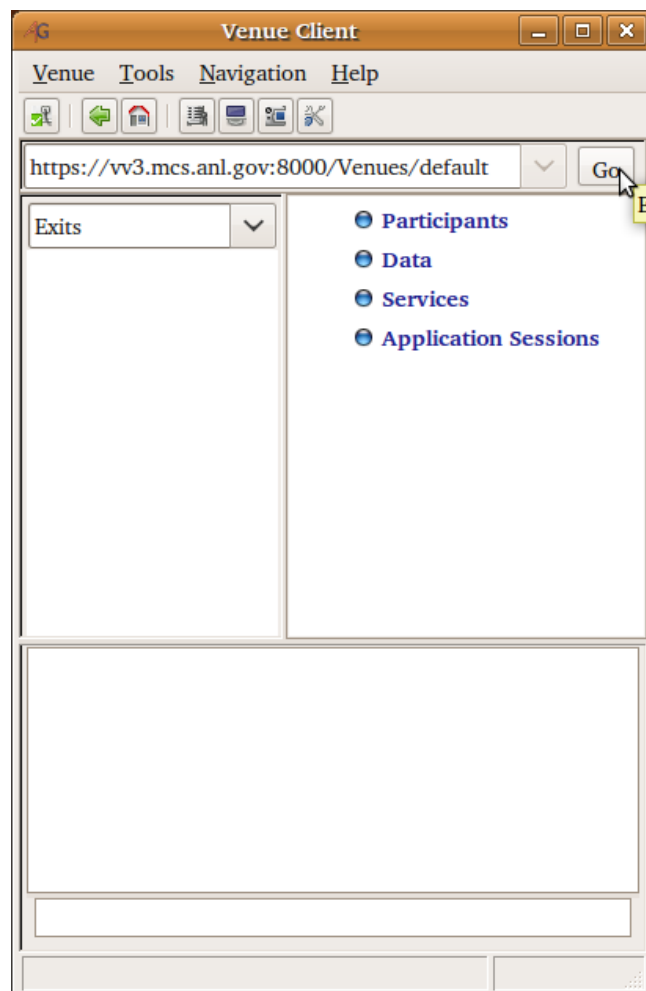 AG Venue Client
Venue Tools Navigation Help
https://vv3.mcs.anl.gov:8000/Venues/default Go
Exits
Participants
Data
Services
Application Sessions